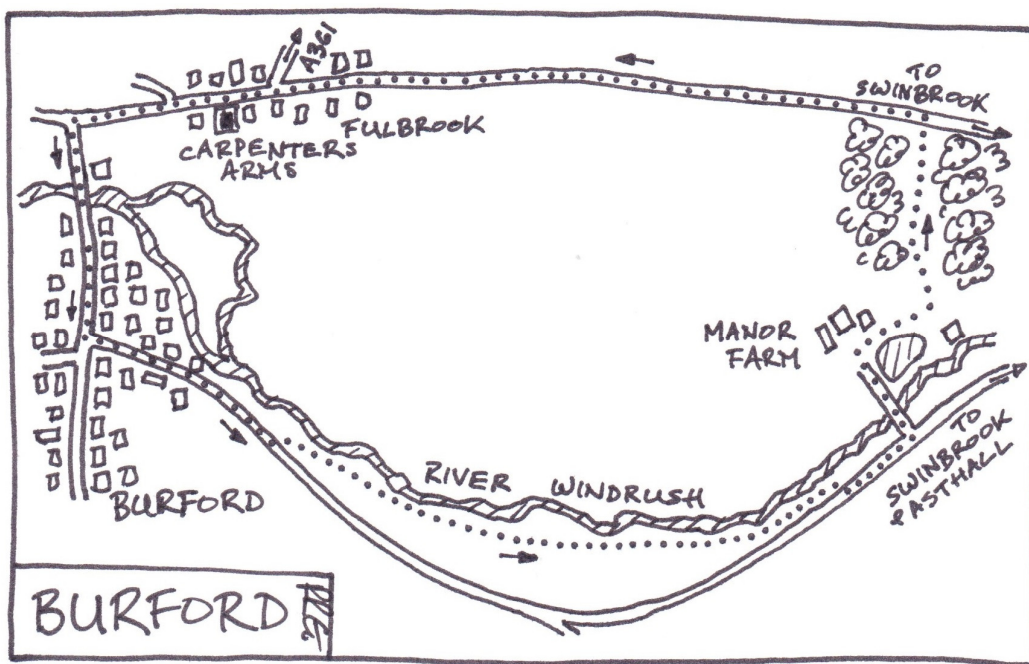 A361
TO
SWINBROOK
FULBROOK
CARPENTERS
ARMS
MANOR
FARM
RIVER WINDRUSH
TO
SWINBROOK
& ASTHALL
BURFORD
BURFORD